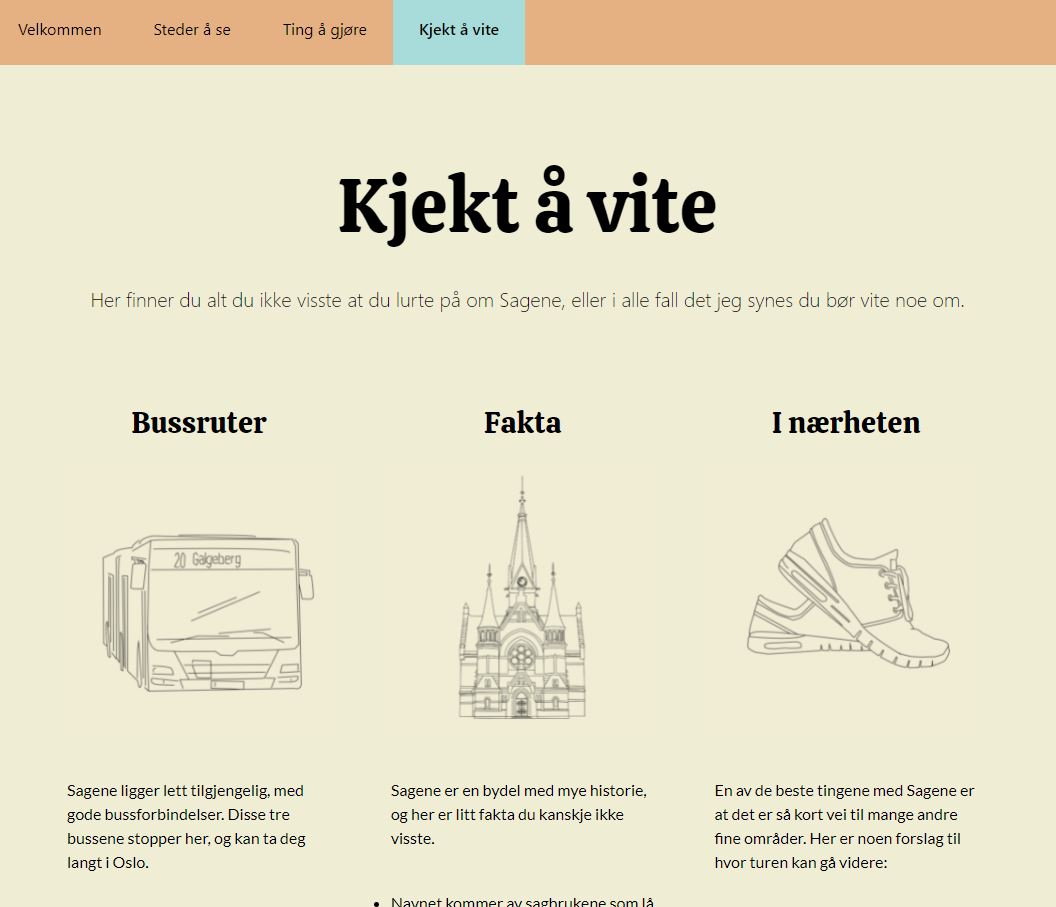 Velkommen
Steder å se
Ting å gjøre
Kjekt å vite
Kjekt å vite
Her finner du alt du ikke visste at du lurte på om Sagene, eller i alle fall det jeg synes du bør vite noe om.
Bussruter
20 Galgeberg
Sagene ligger lett tilgjengelig, med
gode bussforbindelser. Disse tre
bussene stopper her, og kan ta deg
langt i Oslo.
Fakta
Sagene er en bydel med mye historie,
og her er litt fakta du kanskje ikke
visste.
• Navnet kommer av sagbrukene som lå
I nærheten
En av de beste tingene med Sagene er
at det er så kort vei til mange andre
fine områder. Her er noen forslag til
hvor turen kan gå videre: